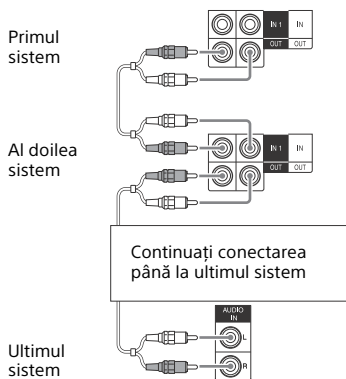 Primul
sistem
IN 1 IN
OUT OUT
Al doilea
sistem
IN 1 IN
OUT OUT
Continuați conectarea
până la ultimul sistem
AUDIO
IN
L
Ultimul
sistem
R